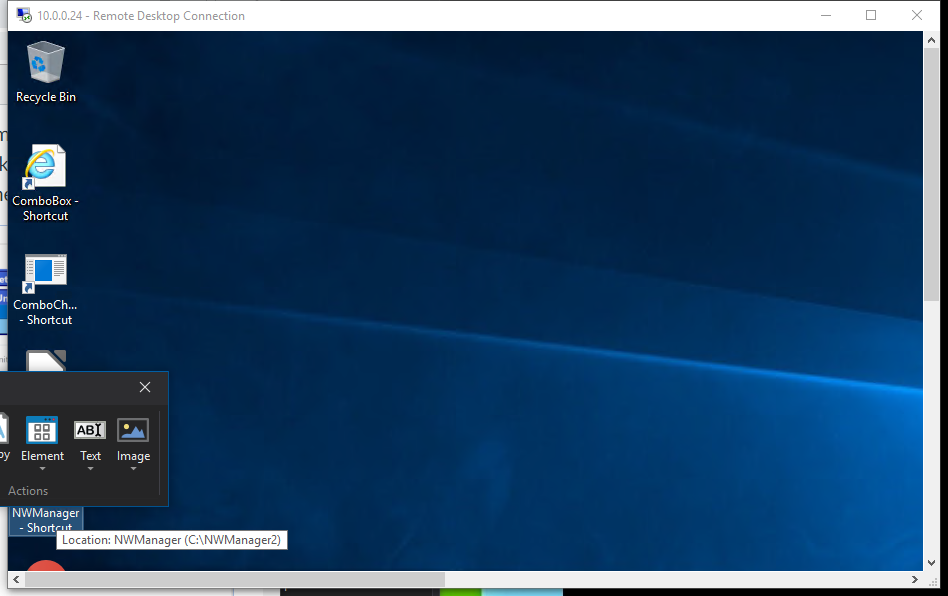 10.0.0.24 - Remote Desktop Connection
Recycle Bin
ComboBox -
Shortcut
ComboCh...
- Shortcut
Element
ABI
Text
Image
Actions
NWManager
- Shortcut
Location: NWManager (C:\NWManager2)